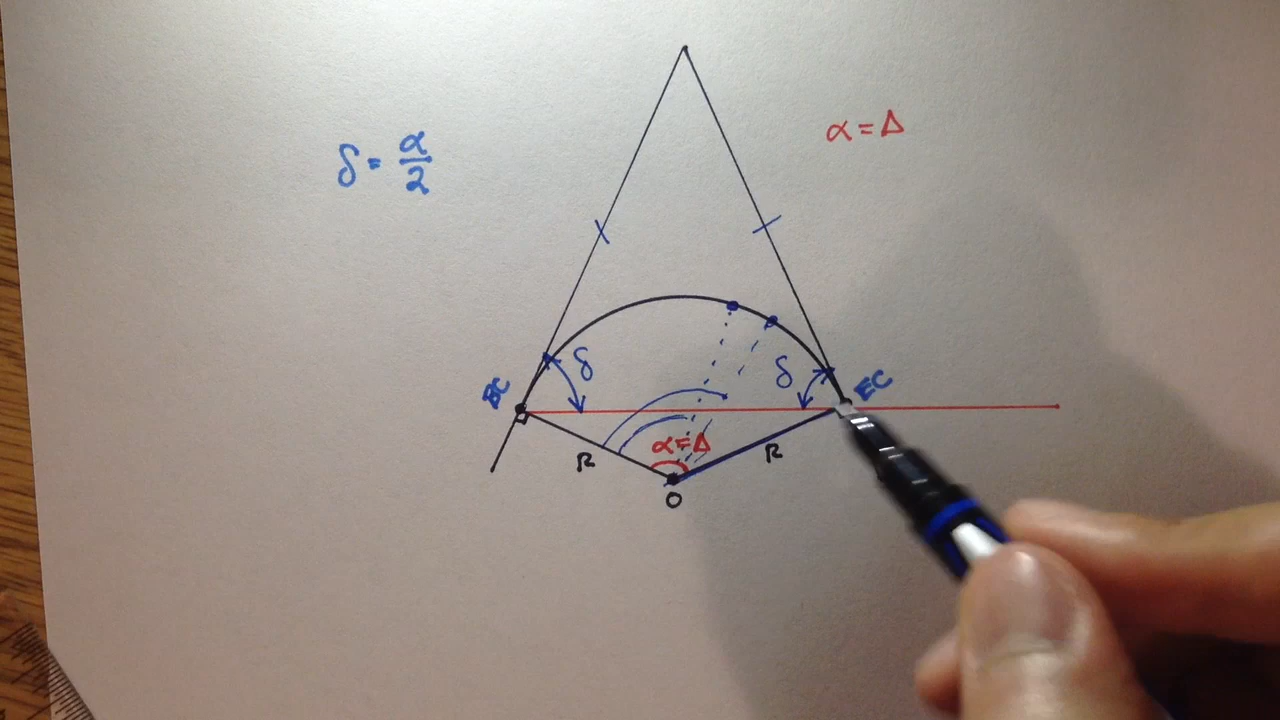 α = Δ
δ = α/2
δ
δ
BC
EC
α = Δ
R
R
O